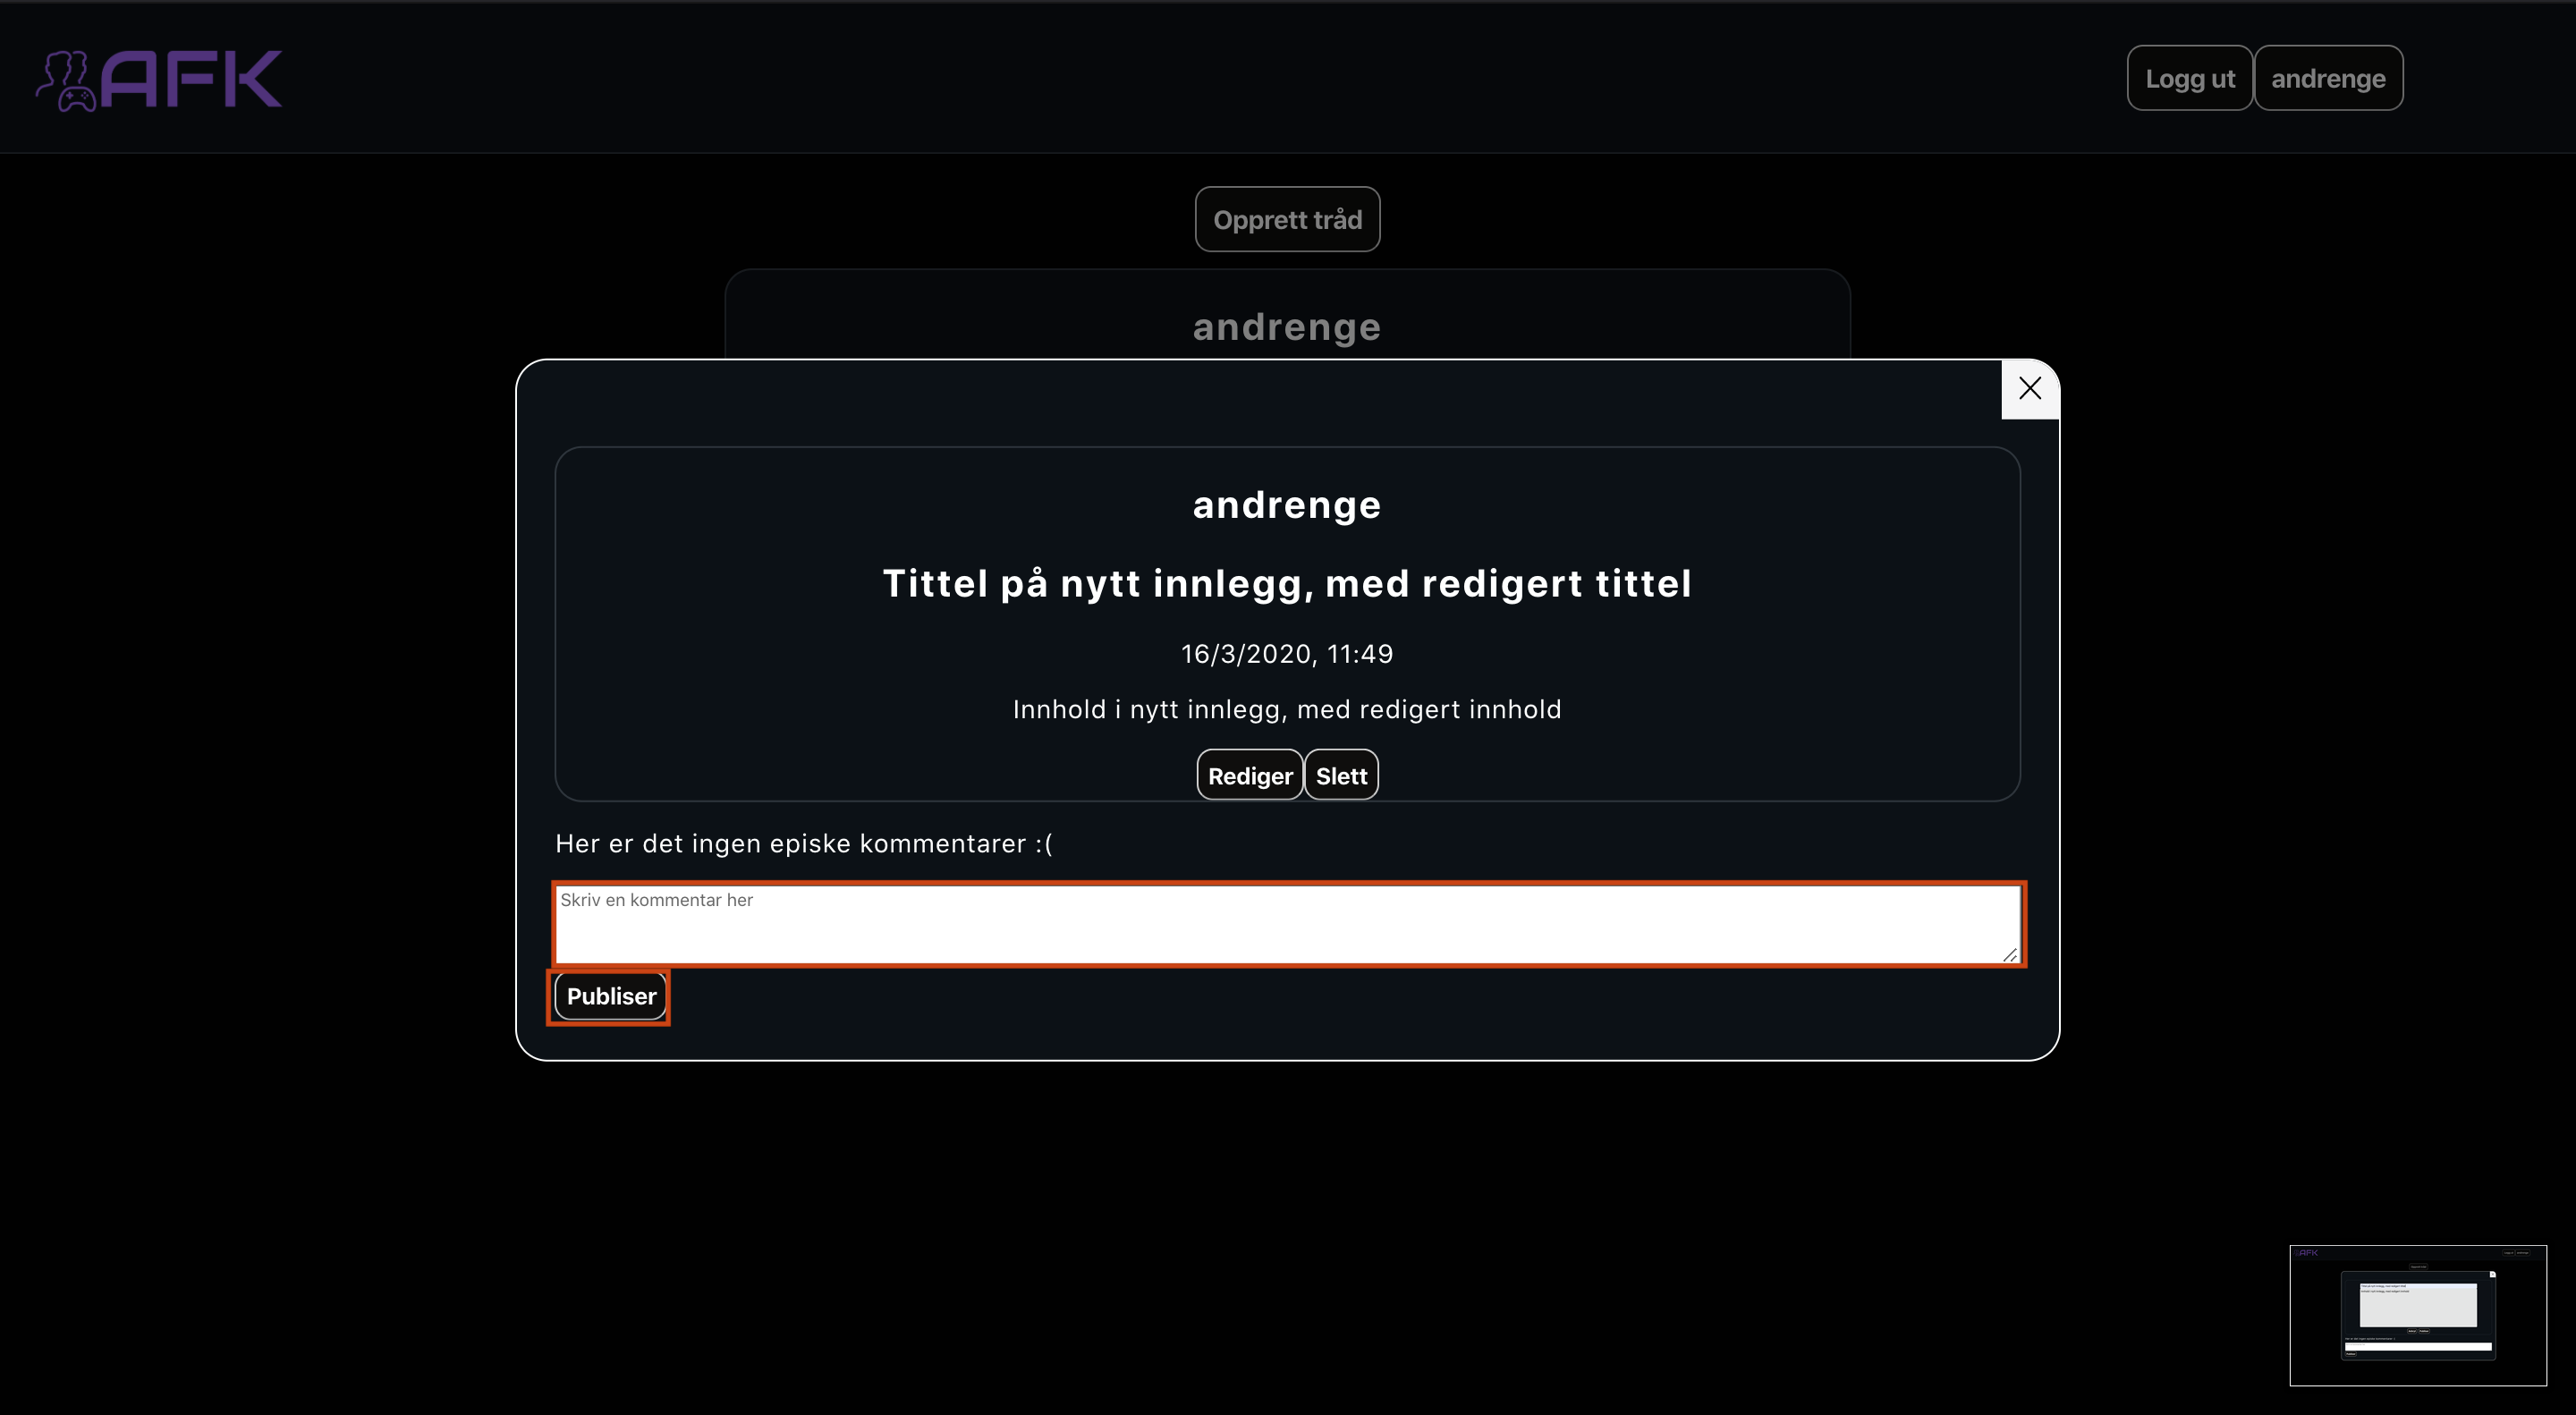 AFK
Logg ut
andrenge
Opprett tråd
andrenge
andrenge
Tittel på nytt innlegg, med redigert tittel
16/3/2020, 11:49
Innhold i nytt innlegg, med redigert innhold
Rediger
Slett
Her er det ingen episke kommentarer :(
Skriv en kommentar her
Publiser
AFK